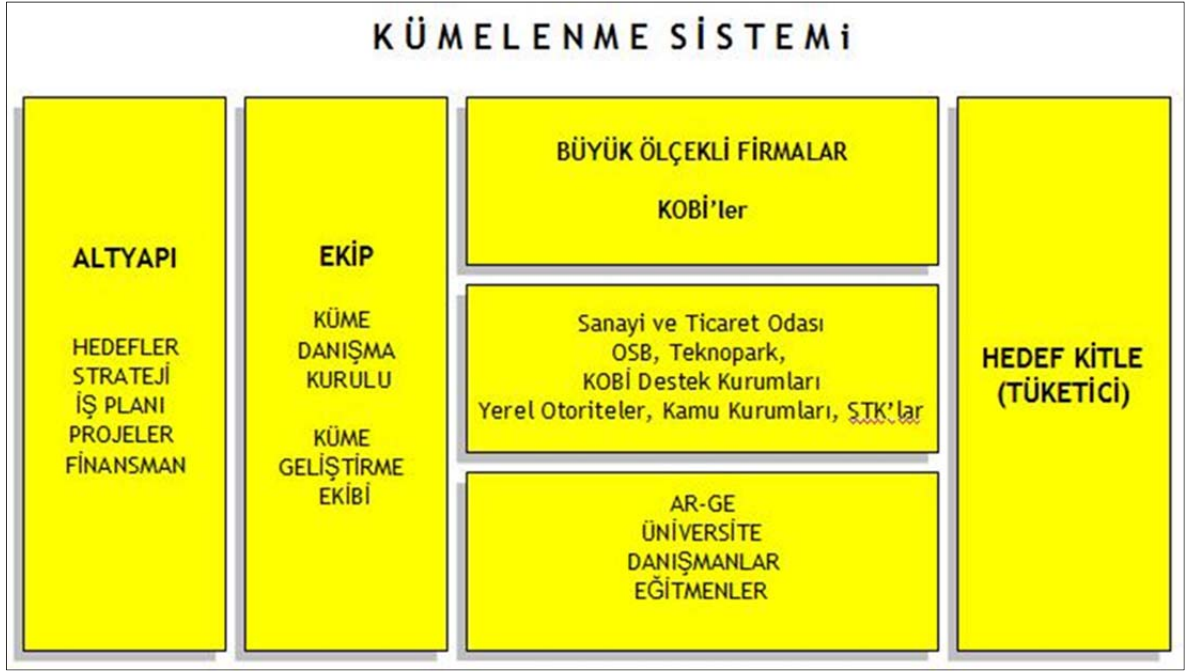 KÜMELENME SİSTEMi
ALTYAPI
HEDEFLER
STRATEJİ
İŞ PLANI
PROJELER
FİNANSMAN
EKİP
KÜME
DANIŞMA
KURULU
KÜME
GELİŞTİRME
EKİBİ
BÜYÜK ÖLÇEKLİ FİRMALAR
KOBİ’ler
Sanayi ve Ticaret Odası
OSB, Teknopark,
KOBİ Destek Kurumları
Yerel Otoriteler, Kamu Kurumları, STK’lar
AR-GE
ÜNİVERSİTE
DANIŞMANLAR
EĞİTMENLER
HEDEF KİTLE
(TÜKETİCİ)